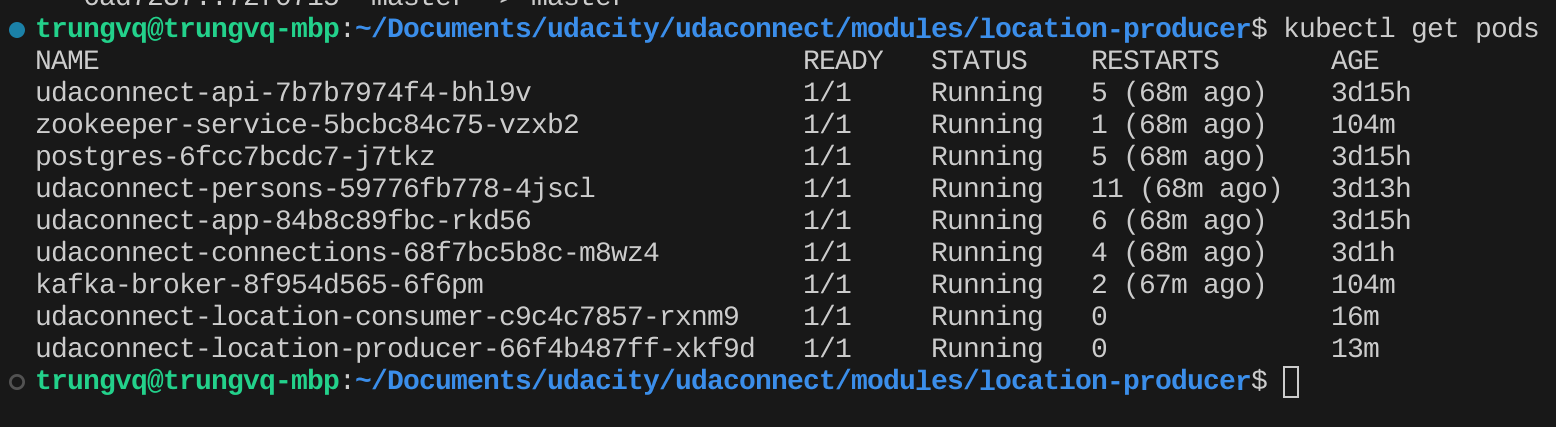 trungvq@trungvq-mbp:~/Documents/udacity/udaconnect/modules/location-producer$ kubectl get pods
NAME READY STATUS RESTARTS AGE
udaconnect-api-7b7b7974f4-bhl9v 1/1 Running 5 (68m ago) 3d15h
zookeeper-service-5bcbc84c75-vzxb2 1/1 Running 1 (68m ago) 104m
postgres-6fcc7bcdc7-j7tkz 1/1 Running 5 (68m ago) 3d15h
udaconnect-persons-59776fb778-4jscl 1/1 Running 11 (68m ago) 3d13h
udaconnect-app-84b8c89fbc-rkd56 1/1 Running 6 (68m ago) 3d15h
udaconnect-connections-68f7bc5b8c-m8wz4 1/1 Running 4 (68m ago) 3d1h
kafka-broker-8f954d565-6f6pm 1/1 Running 2 (67m ago) 104m
udaconnect-location-consumer-c9c4c7857-rxnm9 1/1 Running 0 16m
udaconnect-location-producer-66f4b487ff-xkf9d 1/1 Running 0 13m
trungvq@trungvq-mbp:~/Documents/udacity/udaconnect/modules/location-producer$